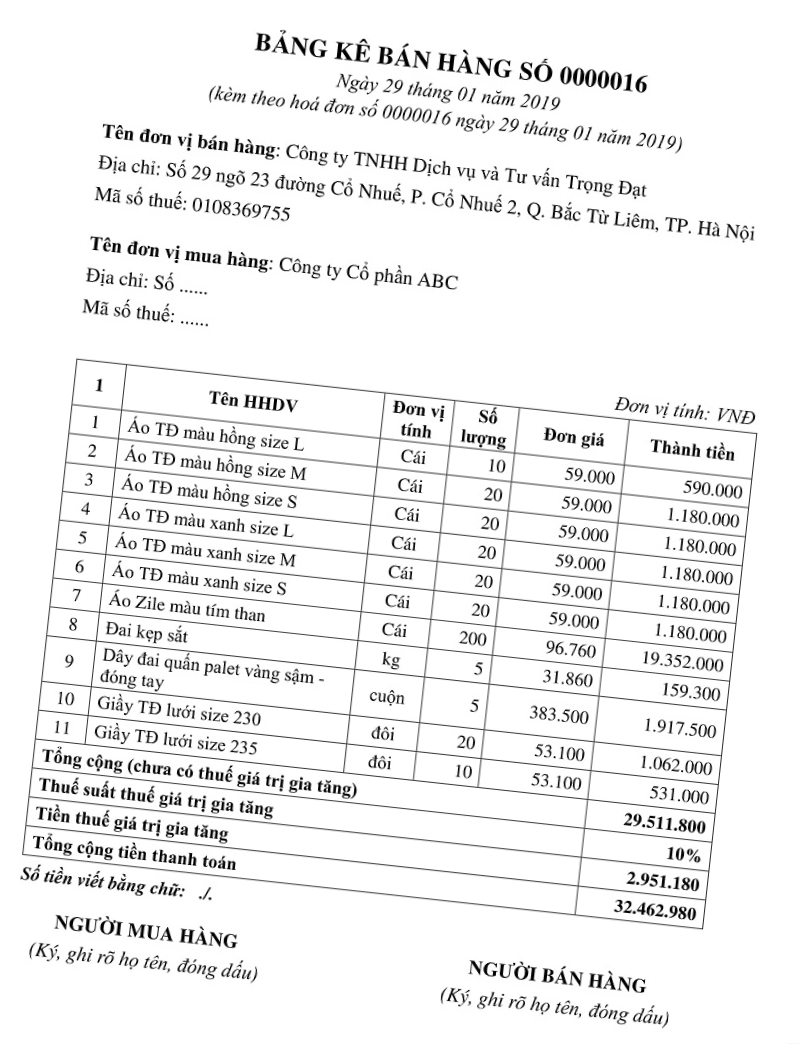 BẢNG KÊ BÁN HÀNG SỐ 0000016
Ngày 29 tháng 01 năm 2019
(kèm theo hoá đơn số 0000016 ngày 29 tháng 01 năm 2019)
Tên đơn vị bán hàng: Công ty TNHH Dịch vụ và Tư vấn Trọng Đạt
Địa chỉ: Số 29 ngõ 23 đường Cổ Nhuế, P. Cổ Nhuế 2, Q. Bắc Từ Liêm, TP. Hà Nội
Mã số thuế: 0108369755
Tên đơn vị mua hàng: Công ty Cổ phần ABC
Địa chỉ: Số ......
Mã số thuế: ......
Đơn vị tính: VNĐ
1 Tên HHDV Đơn vị tính Số lượng Đơn giá Thành tiền
1 Áo TĐ màu hồng size L Cái 10 59.000 590.000
2 Áo TĐ màu hồng size M Cái 20 59.000 1.180.000
3 Áo TĐ màu hồng size S Cái 20 59.000 1.180.000
4 Áo TĐ màu xanh size L Cái 20 59.000 1.180.000
5 Áo TĐ màu xanh size M Cái 20 59.000 1.180.000
6 Áo TĐ màu xanh size S Cái 20 59.000 1.180.000
7 Áo Zile màu tím than Cái 200 96.760 19.352.000
8 Đai kẹp sắt kg 5 31.860 159.300
9 Dây đai quấn palet vàng sậm - đóng tay cuộn 5 383.500 1.917.500
10 Giầy TĐ lưới size 230 đôi 20 53.100 1.062.000
11 Giầy TĐ lưới size 235 đôi 10 53.100 531.000
Tổng cộng (chưa có thuế giá trị gia tăng) 29.511.800
Thuế suất thuế giá trị gia tăng 10%
Tiền thuế giá trị gia tăng 2.951.180
Tổng cộng tiền thanh toán 32.462.980
Số tiền viết bằng chữ: ./.
NGƯỜI MUA HÀNG
(Ký, ghi rõ họ tên, đóng dấu)
NGƯỜI BÁN HÀNG
(Ký, ghi rõ họ tên, đóng dấu)